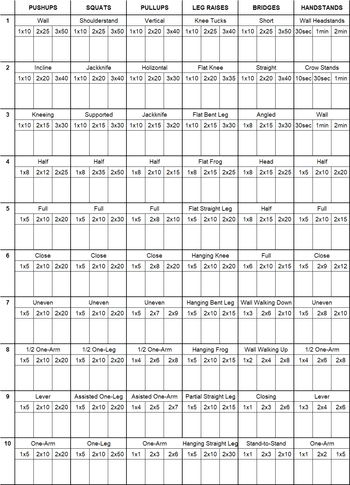 PUSHUPS SQUATS PULLUPS LEG RAISES BRIDGES HANDSTANDS
1 Wall Shoulderstand Vertical Knee Tucks Short Wall Headstands
1x10 2x25 3x50 1x10 2x25 3x50 1x10 2x20 3x40 1x10 2x25 3x40 1x10 2x25 3x50 30sec 1min 2min
2 Incline Jackknife Hoizontal Flat Knee Straight Crow Stands
1x10 2x20 3x40 1x10 2x20 3x40 1x10 2x20 3x30 1x10 2x20 3x35 1x10 2x20 3x40 10sec 30sec 1min
3 Kneeing Supported Jackknife Flat Bent Leg Angled Wall
1x10 2x15 3x30 1x10 2x15 3x30 1x10 2x15 3x20 1x10 2x15 3x30 1x8 2x15 3x30 30sec 1min 2min
4 Half Half Half Flat Frog Head Half
1x8 2x12 2x25 1x8 2x35 2x50 1x8 2x10 2x15 1x8 2x15 2x25 1x8 2x15 2x25 1x5 2x10 2x20
5 Full Full Full Flat Straight Leg Half Full
1x5 2x10 2x20 1x5 2x10 2x30 1x5 2x8 2x10 1x5 2x10 2x20 1x8 2x15 2x20 1x5 2x10 2x15
6 Close Close Close Hanging Knee Full Close
1x5 2x10 2x20 1x5 2x10 2x20 1x5 2x8 2x20 1x5 2x10 2x15 1x6 2x10 2x15 1x5 2x9 2x12
7 Uneven Uneven Uneven Hanging Bent Leg Wall Walking Down Uneven
1x5 2x10 2x20 1x5 2x10 2x20 1x5 2x7 2x9 1x5 2x10 2x15 1x3 2x6 2x10 1x5 2x8 2x10
8 1/2 One-Arm 1/2 One-Leg 1/2 One-Arm Hanging Frog Wall Walking Up 1/2 One-Arm
1x5 2x10 2x20 1x5 2x10 2x20 1x4 2x6 2x8 1x5 2x10 2x15 1x2 2x4 2x8 1x4 2x6 2x8
9 Lever Assisted One-Leg Asisted One-Arm Partial Straight Leg Closing Lever
1x5 2x10 2x20 1x5 2x10 2x20 1x4 2x5 2x7 1x5 2x10 2x15 1x1 2x3 2x6 1x3 2x4 2x6
10 One-Arm One-Leg One-Arm Hanging Straight Leg Stand-to-Stand One-Arm
1x5 2x10 2x20 1x5 2x10 2x50 1x1 2x3 2x6 1x5 2x10 2x30 1x1 2x3 2x10 1x1 2x2 1x5